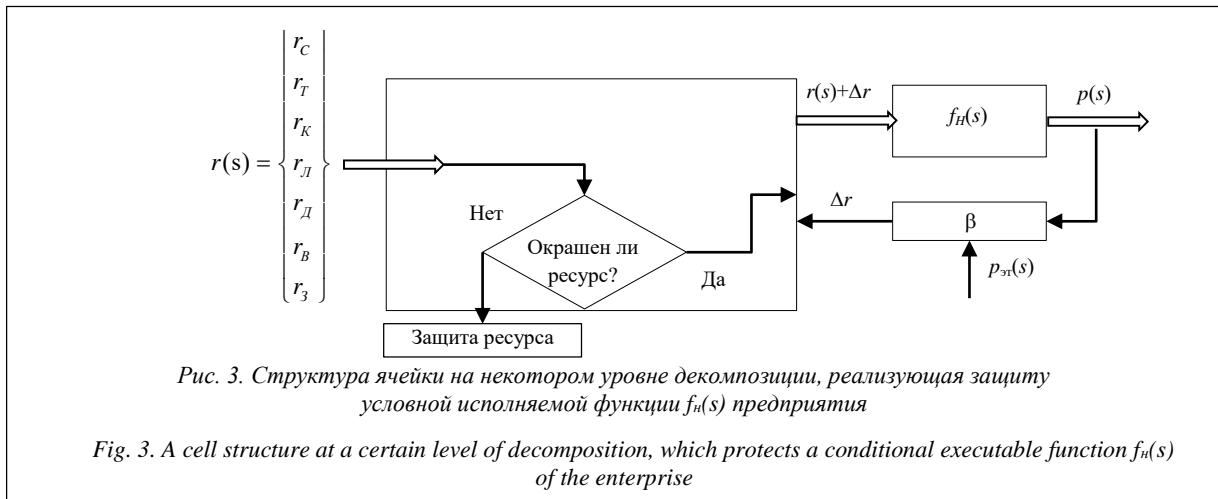 r_C
r_T
r_K
r(s) =
r_Л
r_Д
r_B
r_З
Нет
Окрашен ли
ресурс?
Да
Защита ресурса
r(s)+Δr
f_H(s)
p(s)
Δr
β
p_эт(s)
Рис. 3. Структура ячейки на некотором уровне декомпозиции, реализующая защиту
условной исполняемой функции f_н(s) предприятия
Fig. 3. A cell structure at a certain level of decomposition, which protects a conditional executable function f_н(s)
of the enterprise